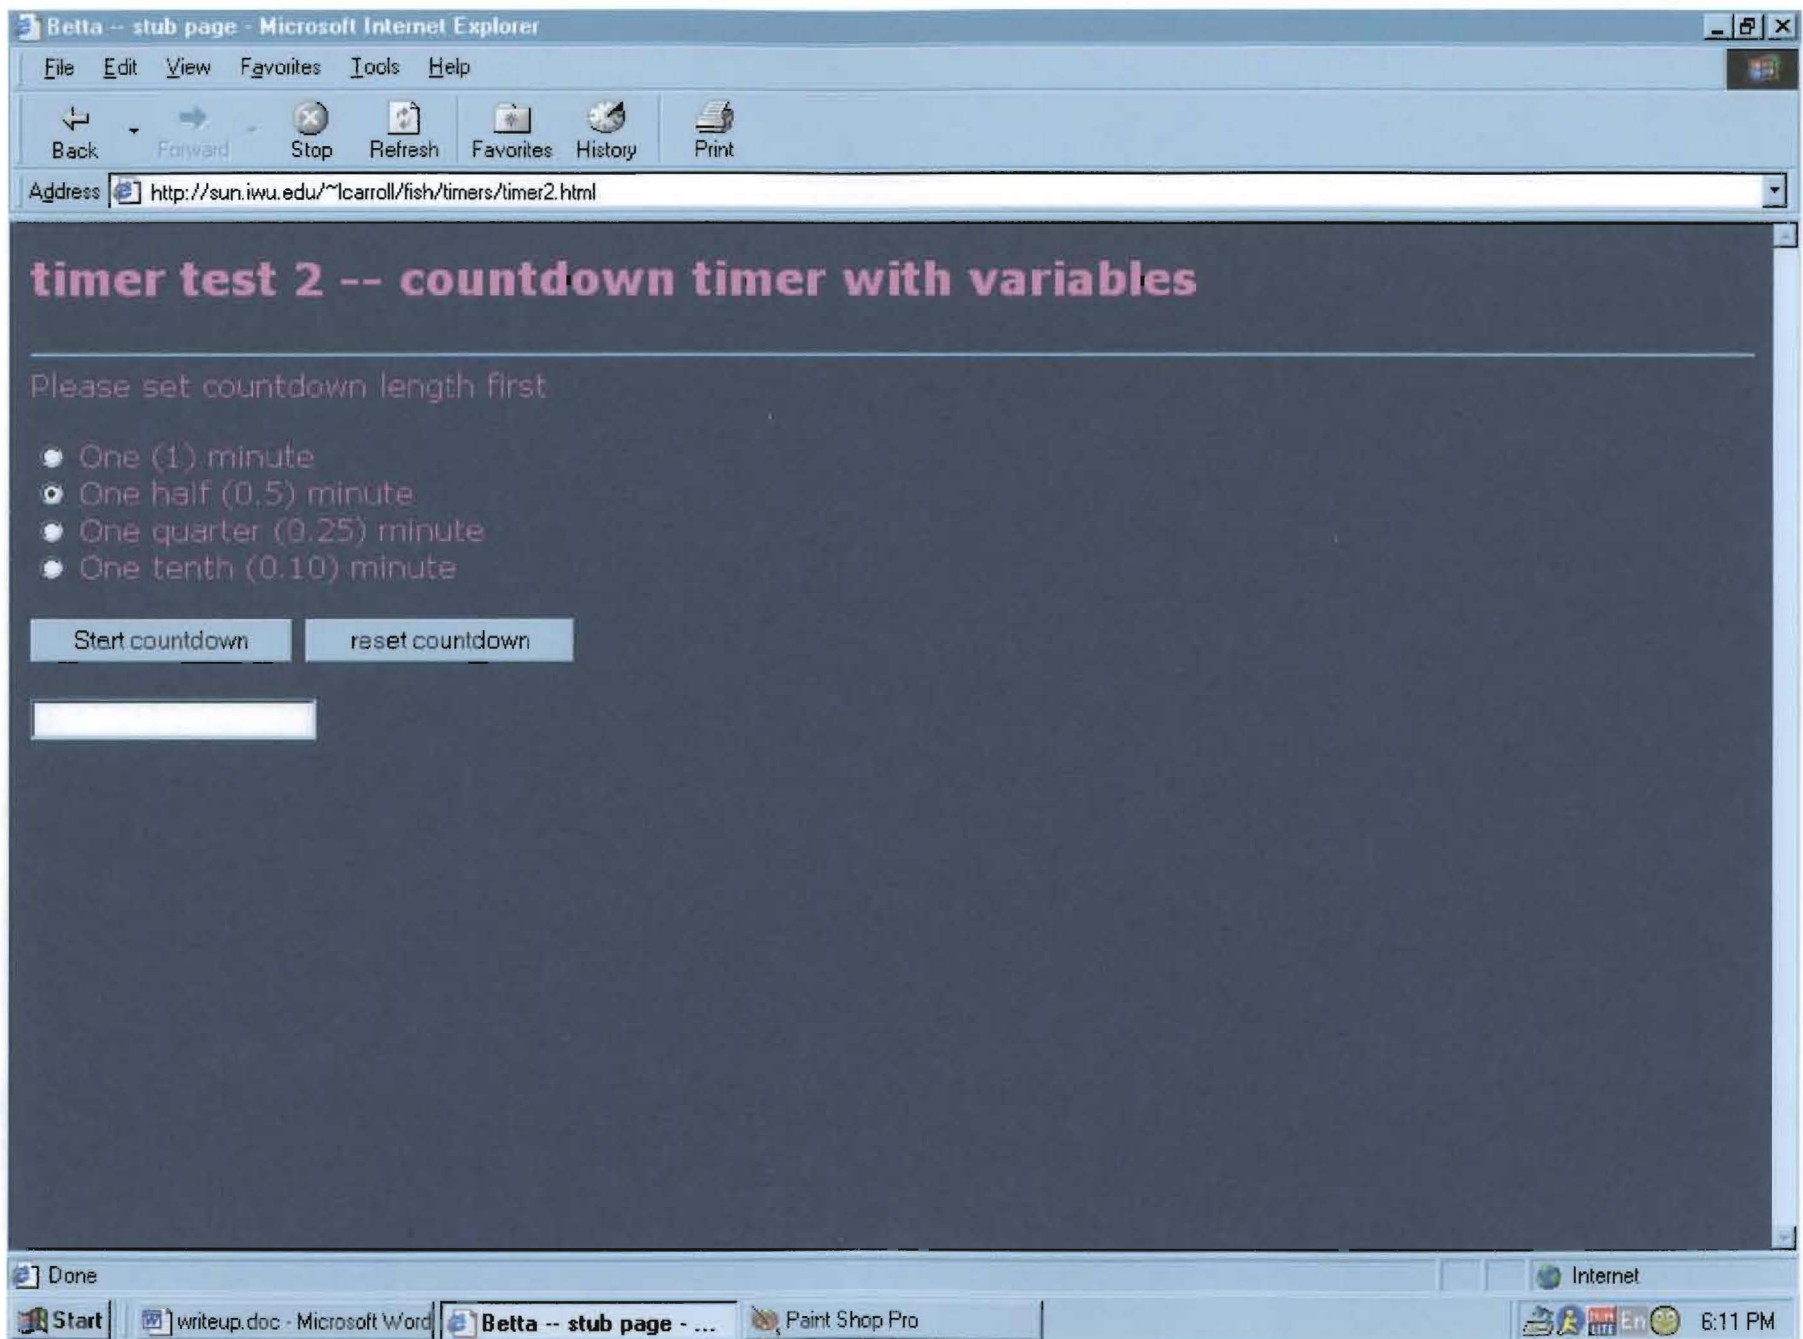 Betta -- stub page - Microsoft Internet Explorer
File Edit View Favorites Tools Help
Back Forward Stop Refresh Favorites History Print
Address http://sun.iwu.edu/~lcarroll/fish/timers/timer2.html
timer test 2 -- countdown timer with variables
Please set countdown length first
One (1) minute
One half (0.5) minute
One quarter (0.25) minute
One tenth (0.10) minute
Start countdown reset countdown
Done Internet
Start writeup.doc - Microsoft Word Betta -- stub page - ... Paint Shop Pro En 6:11 PM